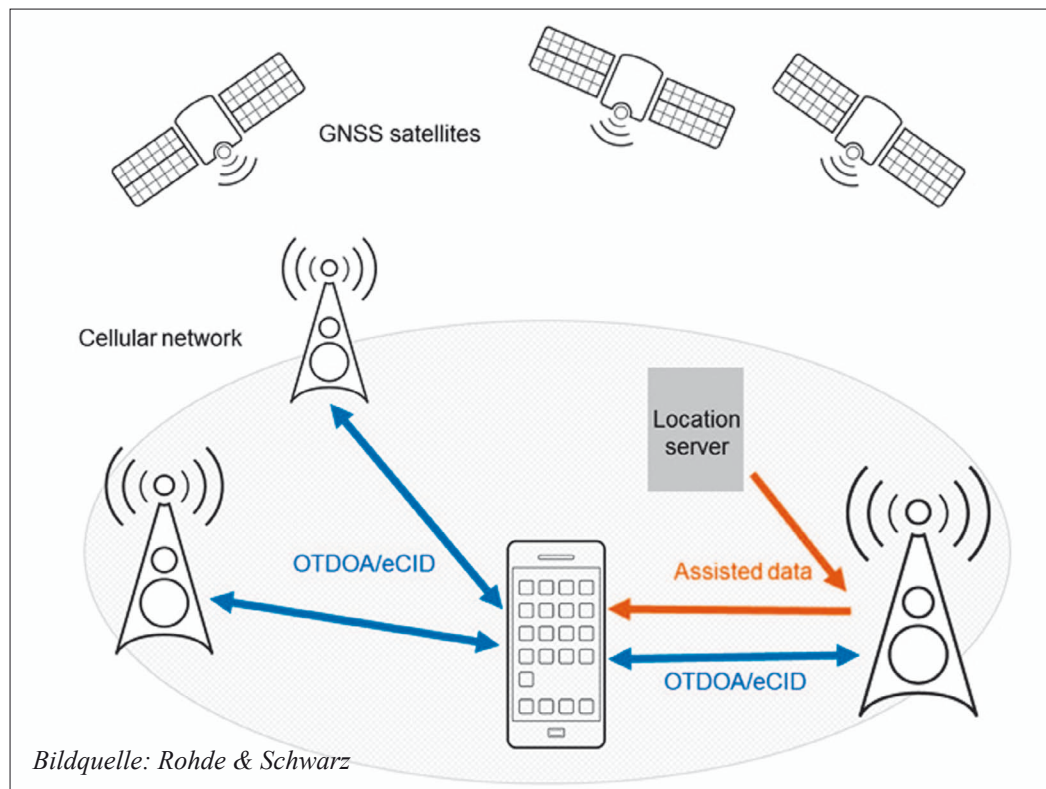 GNSS satellites
Cellular network
Location
server
OTDOA/eCID
Assisted data
OTDOA/eCID
Bildquelle: Rohde & Schwarz